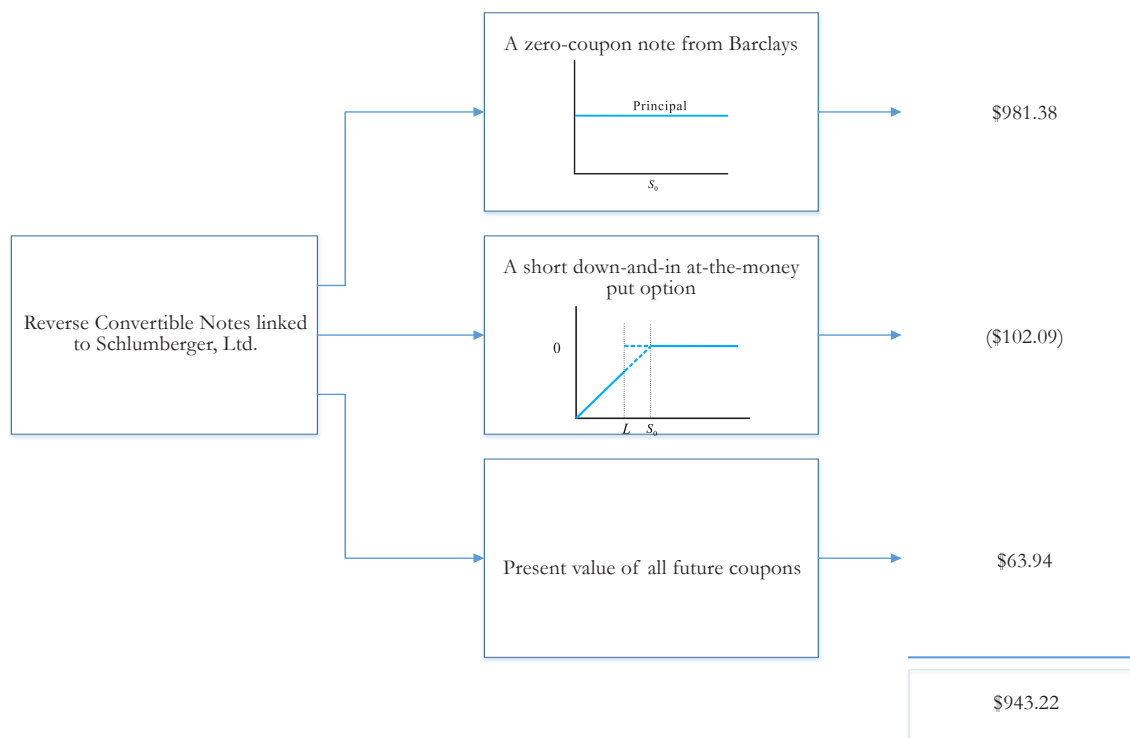 A zero-coupon note from Barclays
Principal
S₀
$981.38
Reverse Convertible Notes linked
to Schlumberger, Ltd.
A short down-and-in at-the-money
put option
0
L S₀
($102.09)
Present value of all future coupons
$63.94
$943.22